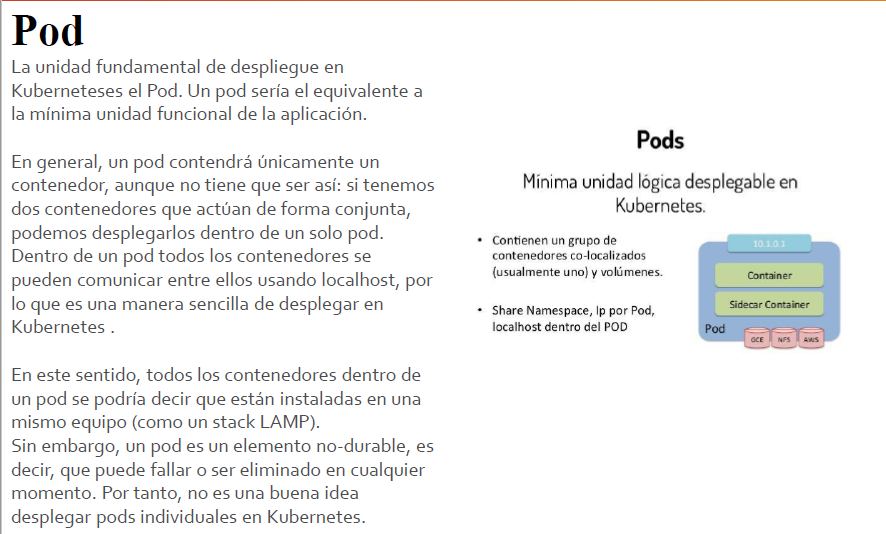 Pod
La unidad fundamental de despliegue en
Kuberneteses el Pod. Un pod sería el equivalente a
la mínima unidad funcional de la aplicación.
En general, un pod contendrá únicamente un
contenedor, aunque no tiene que ser así: si tenemos
dos contenedores que actúan de forma conjunta,
podemos desplegarlos dentro de un solo pod.
Dentro de un pod todos los contenedores se
pueden comunicar entre ellos usando localhost, por
lo que es una manera sencilla de desplegar en
Kubernetes .
En este sentido, todos los contenedores dentro de
un pod se podría decir que están instaladas en una
mismo equipo (como un stack LAMP).
Sin embargo, un pod es un elemento no-durable, es
decir, que puede fallar o ser eliminado en cualquier
momento. Por tanto, no es una buena idea
desplegar pods individuales en Kubernetes.
Pods
Mínima unidad lógica desplegable en
Kubernetes.
• Contienen un grupo de
contenedores co-localizados
(usualmente uno) y volúmenes.
• Share Namespace, Ip por Pod,
localhost dentro del POD
10.1.0.1
Container
Sidecar Container
Pod
GCE NFS AWS